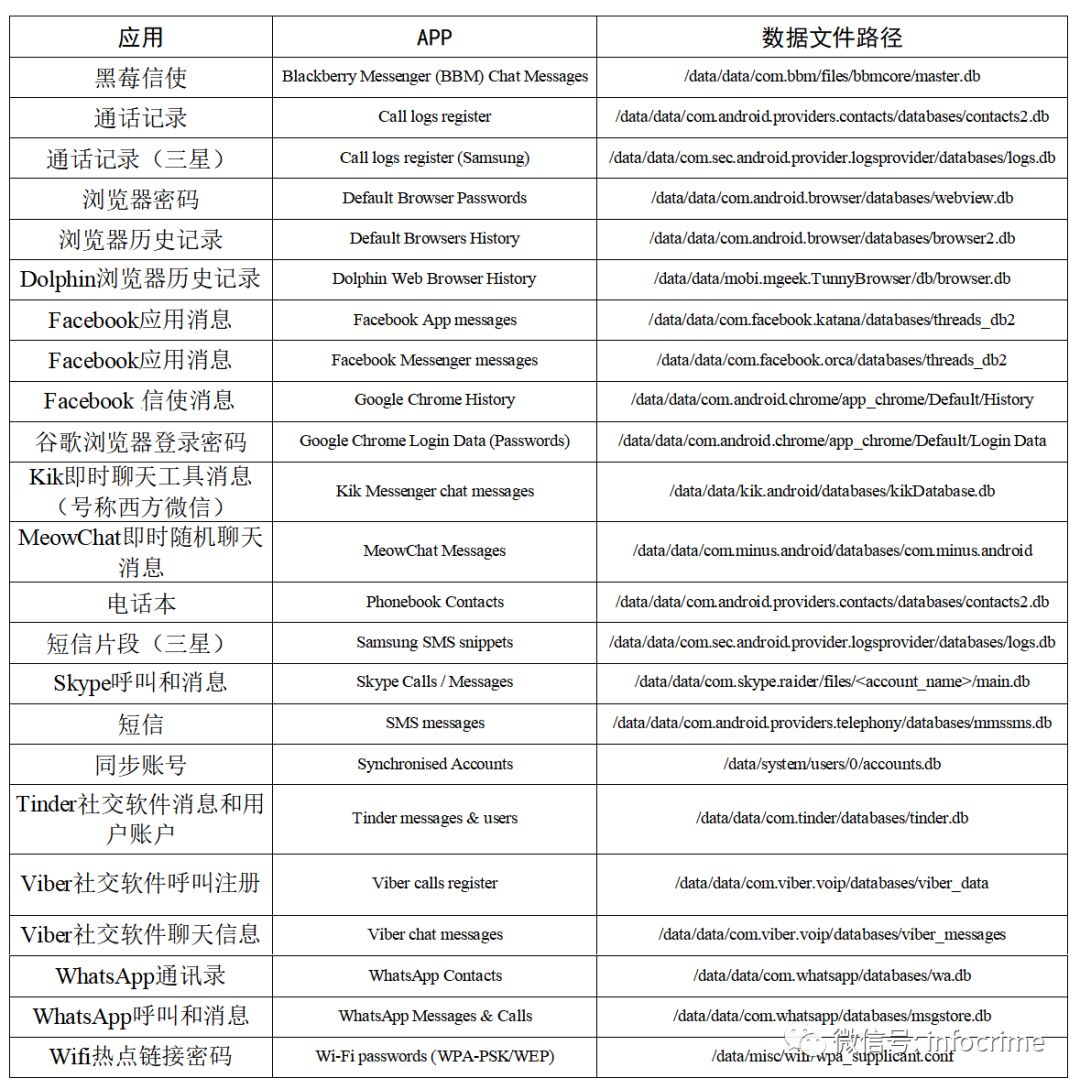 应用 APP 数据文件路径
黑莓信使 Blackberry Messenger (BBM) Chat Messages /data/data/com.bbm/files/bbmcore/master.db
通话记录 Call logs register /data/data/com.android.providers.contacts/databases/contacts2.db
通话记录（三星） Call logs register (Samsung) /data/data/com.sec.android.provider.logsprovider/databases/logs.db
浏览器密码 Default Browser Passwords /data/data/com.android.browser/databases/webview.db
浏览器历史记录 Default Browsers History /data/data/com.android.browser/databases/browser2.db
Dolphin浏览器历史记录 Dolphin Web Browser History /data/data/mobi.mgeek.TunnyBrowser/db/browser.db
Facebook应用消息 Facebook App messages /data/data/com.facebook.katana/databases/threads_db2
Facebook应用消息 Facebook Messenger messages /data/data/com.facebook.orca/databases/threads_db2
Facebook 信使消息 Google Chrome History /data/data/com.android.chrome/app_chrome/Default/History
谷歌浏览器登录密码 Google Chrome Login Data (Passwords) /data/data/com.android.chrome/app_chrome/Default/Login Data
Kik即时聊天工具消息
（号称西方微信） Kik Messenger chat messages /data/data/kik.android/databases/kikDatabase.db
MeowChat即时随机聊天
消息 MeowChat Messages /data/data/com.minus.android/databases/com.minus.android
电话本 Phonebook Contacts /data/data/com.android.providers.contacts/databases/contacts2.db
短信片段（三星） Samsung SMS snippets /data/data/com.sec.android.provider.logsprovider/databases/logs.db
Skype呼叫和消息 Skype Calls / Messages /data/data/com.skype.raider/files/<account_name>/main.db
短信 SMS messages /data/data/com.android.providers.telephony/databases/mmssms.db
同步账号 Synchronised Accounts /data/system/users/0/accounts.db
Tinder社交软件消息和用
户账户 Tinder messages & users /data/data/com.tinder/databases/tinder.db
Viber社交软件呼叫注册 Viber calls register /data/data/com.viber.voip/databases/viber_data
Viber社交软件聊天信息 Viber chat messages /data/data/com.viber.voip/databases/viber_messages
WhatsApp通讯录 WhatsApp Contacts /data/data/com.whatsapp/databases/wa.db
WhatsApp呼叫和消息 WhatsApp Messages & Calls /data/data/com.whatsapp/databases/msgstore.db
Wifi热点链接密码 Wi-Fi passwords (WPA-PSK/WEP) /data/misc/wifi/wpa_supplicant.conf
微信号: infocrime